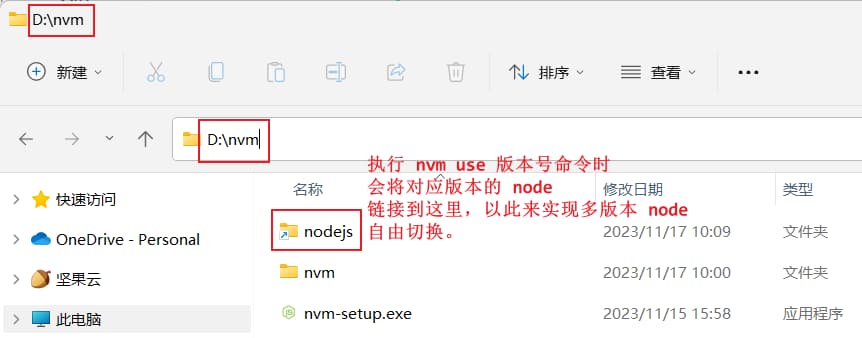 D:\nvm
新建
排序
查看
D:\nvm
执行 nvm use 版本号命令时
会将对应版本的 node
链接到这里，以此来实现多版本 node
自由切换。
名称
修改日期
类型
快速访问
nodejs
2023/11/17 10:09
文件夹
OneDrive - Personal
nvm
2023/11/17 10:00
文件夹
坚果云
nvm-setup.exe
2023/11/15 15:58
应用程序
此电脑